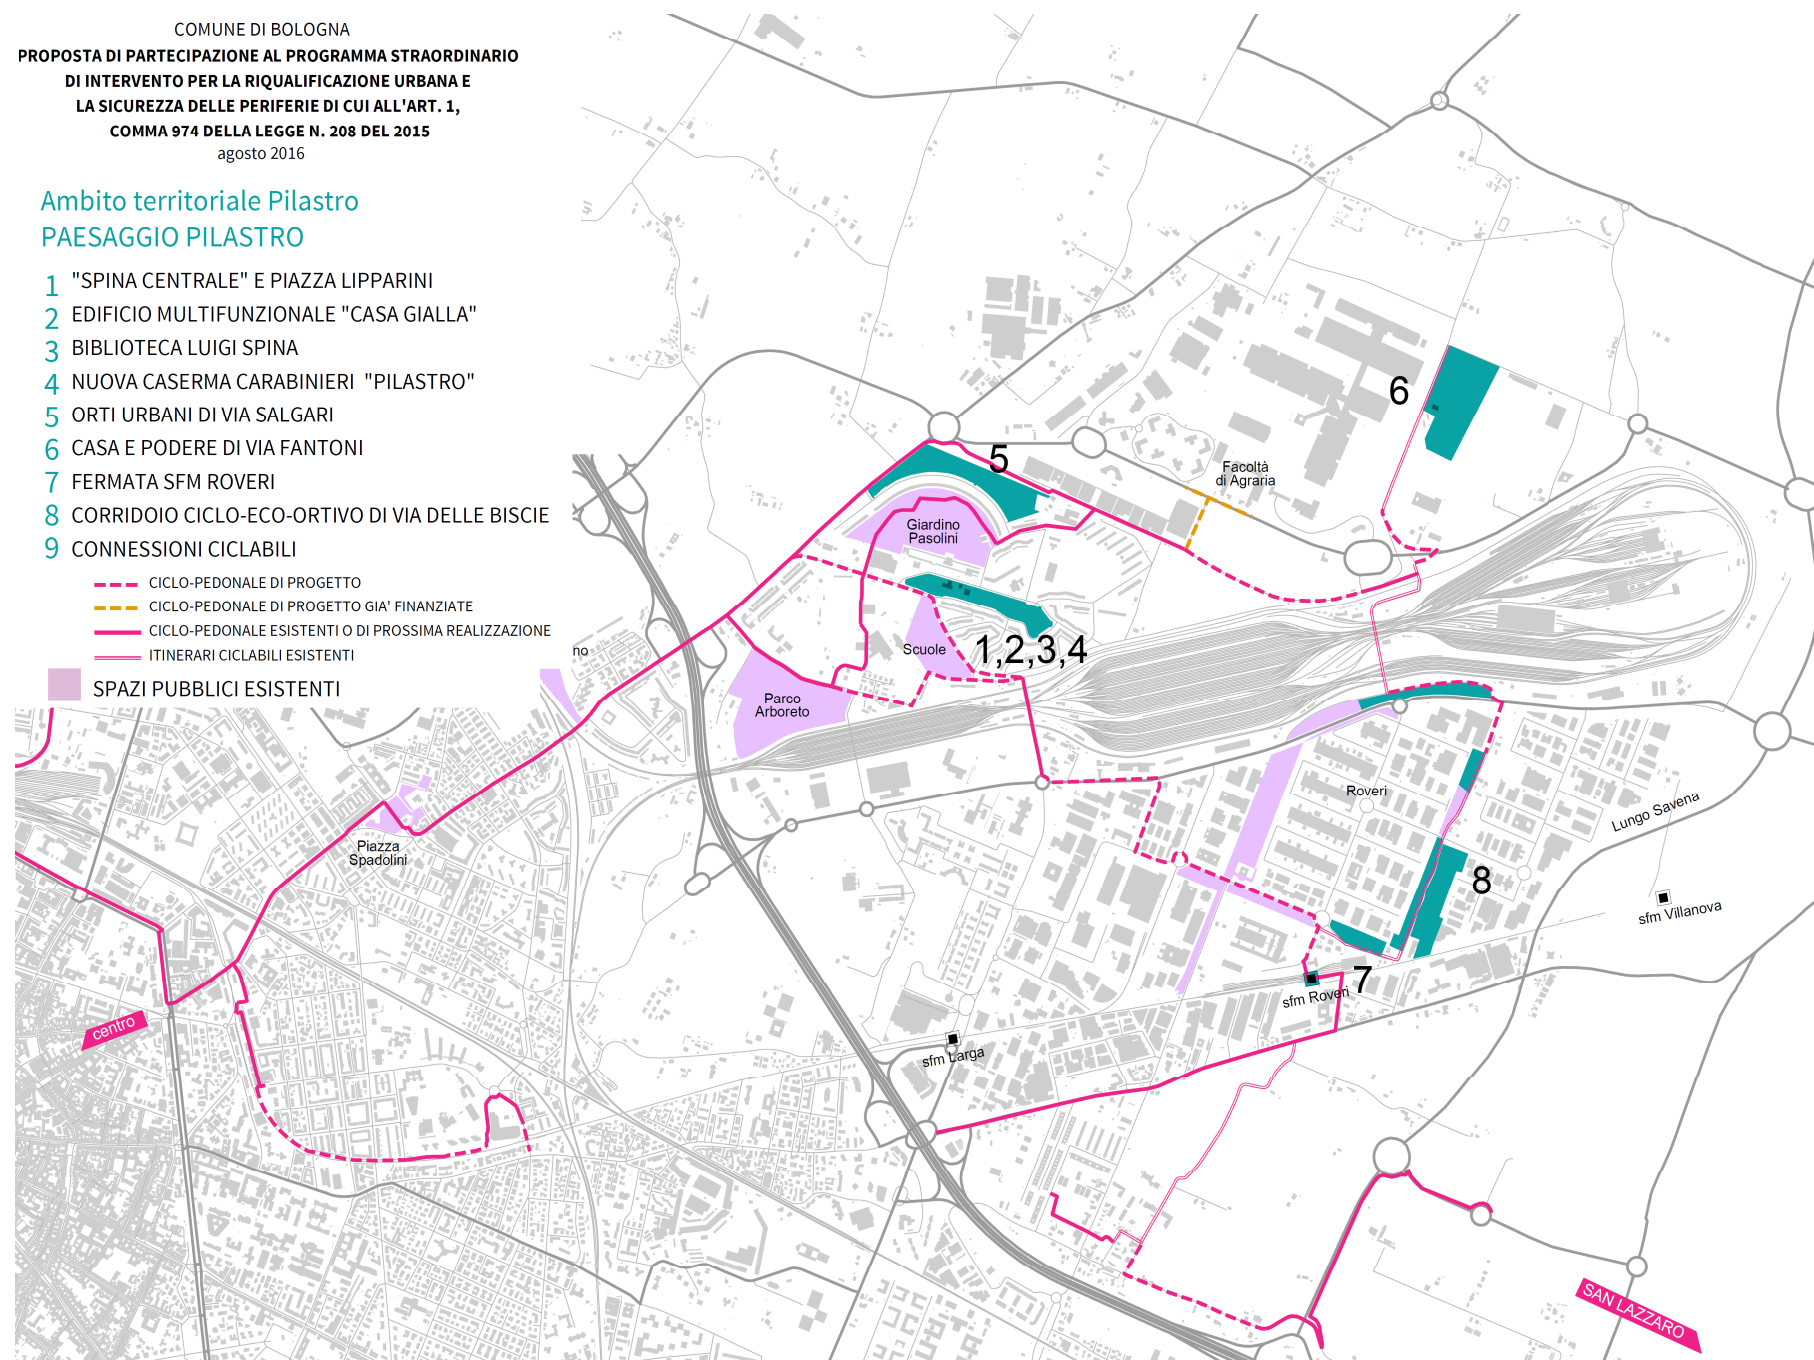 COMUNE DI BOLOGNA
PROPOSTA DI PARTECIPAZIONE AL PROGRAMMA STRAORDINARIO
DI INTERVENTO PER LA RIQUALIFICAZIONE URBANA E
LA SICUREZZA DELLE PERIFERIE DI CUI ALL'ART. 1,
COMMA 974 DELLA LEGGE N. 208 DEL 2015
agosto 2016
Ambito territoriale Pilastro
PAESAGGIO PILASTRO
1 "SPINA CENTRALE" E PIAZZA LIPPARINI
2 EDIFICIO MULTIFUNZIONALE "CASA GIALLA"
3 BIBLIOTECA LUIGI SPINA
4 NUOVA CASERMA CARABINIERI "PILASTRO"
5 ORTI URBANI DI VIA SALGARI
6 CASA E PODERE DI VIA FANTONI
7 FERMATA SFM ROVERI
8 CORRIDOIO CICLO-ECO-ORTIVO DI VIA DELLE BISCIE
9 CONNESSIONI CICLABILI
CICLO-PEDONALE DI PROGETTO
CICLO-PEDONALE DI PROGETTO GIA' FINANZIATE
CICLO-PEDONALE ESISTENTI O DI PROSSIMA REALIZZAZIONE
ITINERARI CICLABILI ESISTENTI
SPAZI PUBBLICI ESISTENTI
6
5
Facoltà
di Agraria
Giardino
Pasolini
1,2,3,4
Scuole
no
Parco
Arboreto
Roveri
Lungo Savena
Piazza
Spadolini
8
sfm Villanova
7
sfm Roveri
centro
sfm Larga
SAN LAZZARO